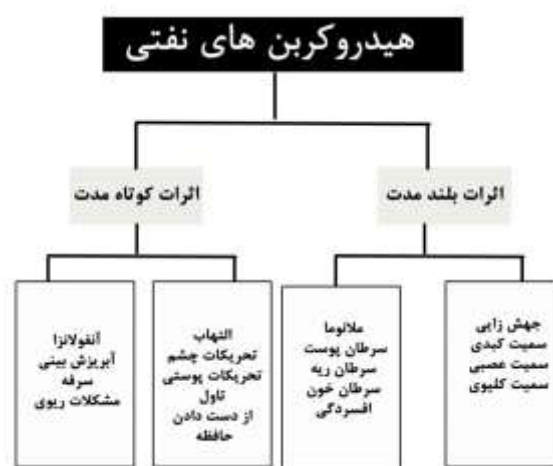 هیدروکربن های نفتی
اثرات بلند مدت
اثرات کوتاه مدت
جهش زایی
سمیت کبدی
سمیت عصبی
سمیت کلیوی
ملانوما
سرطان پوست
سرطان ریه
سرطان خون
افسردگی
التهاب
تحریکات چشم
تحریکات پوستی
تاول
از دست دادن
حافظه
آنفولانزا
آبریزش بینی
سرفه
مشکلات ریوی